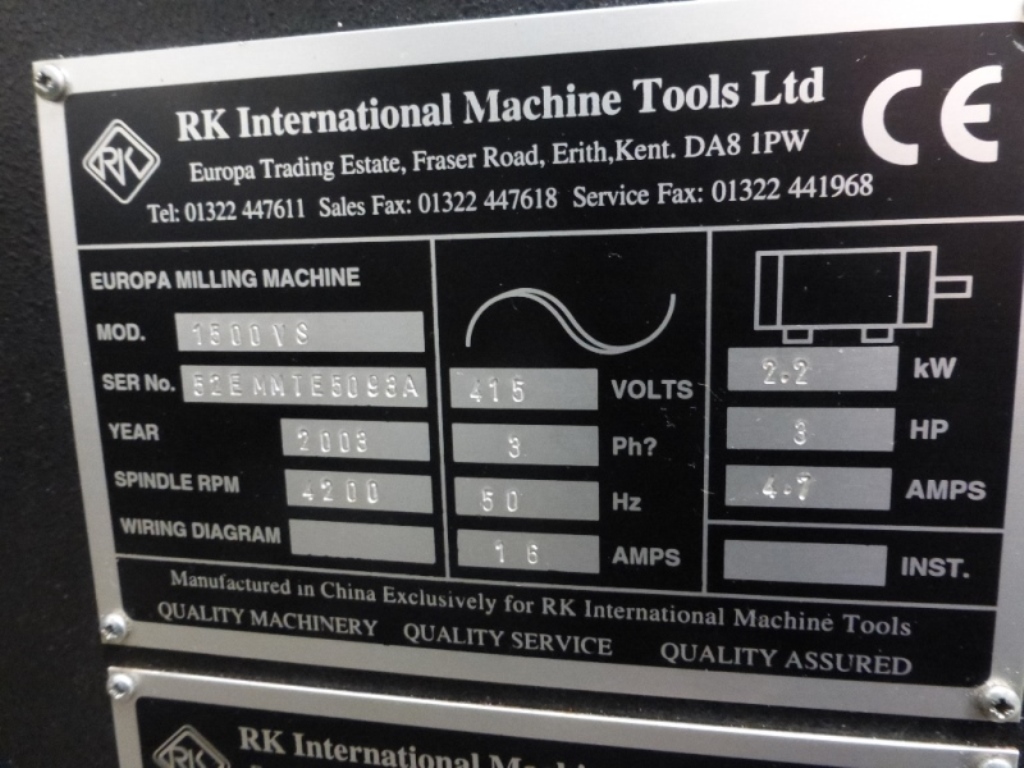 RK International Machine Tools Ltd
CE
RK
Europa Trading Estate, Fraser Road, Erith,Kent. DA8 1PW
Tel: 01322 447611 Sales Fax: 01322 447618 Service Fax: 01322 441968
EUROPA MILLING MACHINE
MOD. 1500VS
SER No. 52EMMTE5093A
YEAR 2003
SPINDLE RPM 4200
WIRING DIAGRAM
415 VOLTS
3 Ph?
50 Hz
16 AMPS
2.2 kW
3 HP
4.7 AMPS
INST.
Manufactured in China Exclusively for RK International Machine Tools
QUALITY MACHINERY QUALITY SERVICE QUALITY ASSURED
RK
RK International